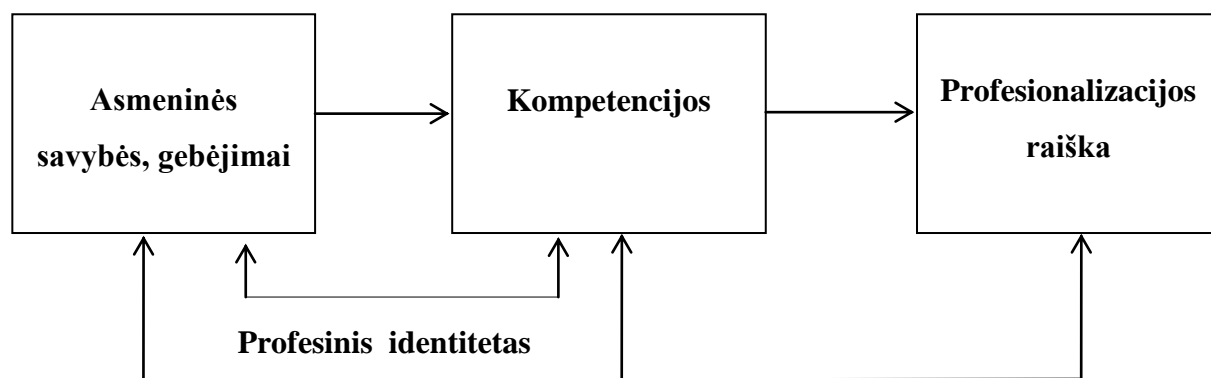 Asmeninės
savybės, gebėjimai
Kompetencijos
Profesionalizacijos
raiška
Profesinis identitetas